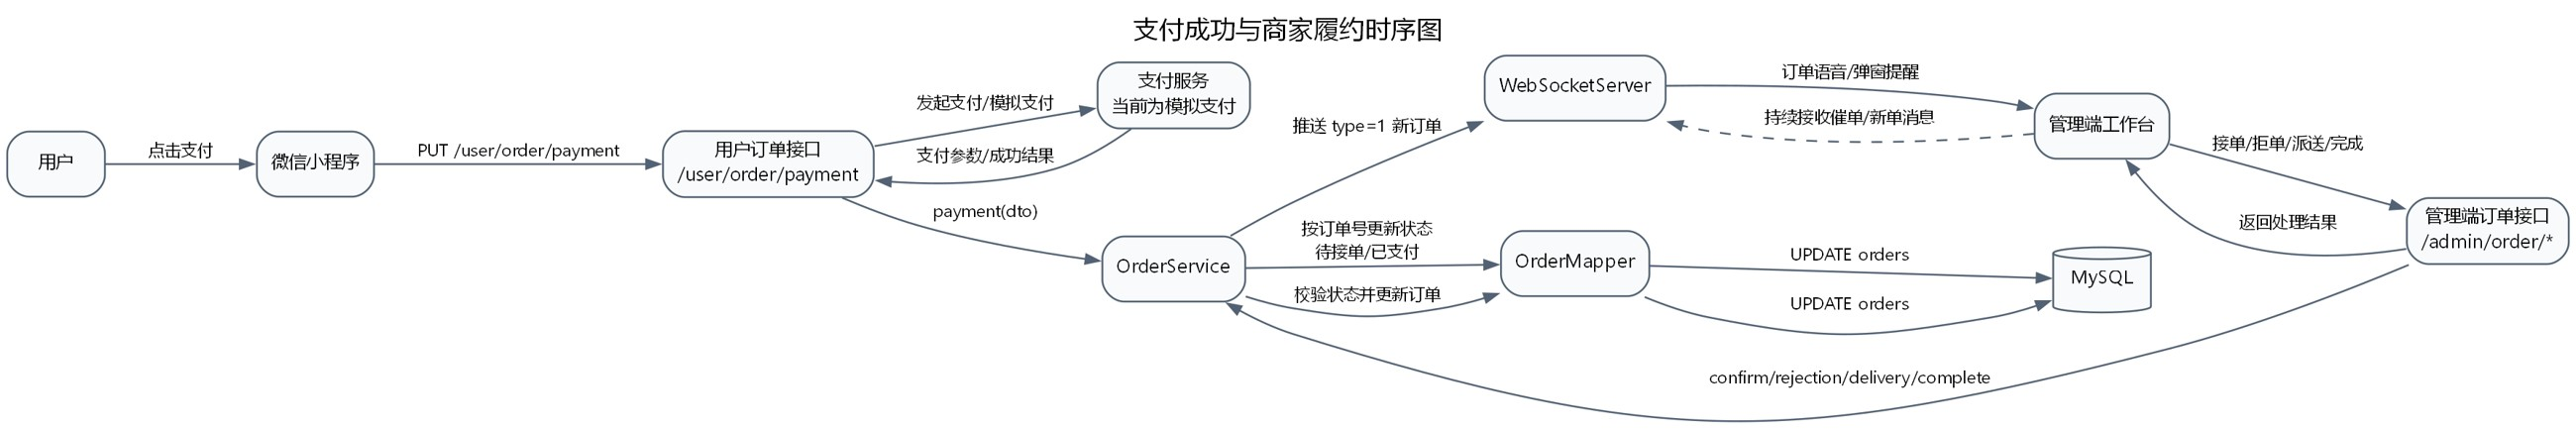 支付成功与商家履约时序图
用户
点击支付
微信小程序
PUT /user/order/payment
用户订单接口
/user/order/payment
发起支付/模拟支付
支付参数/成功结果
payment(dto)
支付服务
当前为模拟支付
OrderService
推送 type=1 新订单
按订单号更新状态
待接单/已支付
校验状态并更新订单
WebSocketServer
OrderMapper
订单语音/弹窗提醒
持续接收催单/新单消息
UPDATE orders
UPDATE orders
confirm/rejection/delivery/complete
管理端工作台
MySQL
接单/拒单/派送/完成
返回处理结果
管理端订单接口
/admin/order/*